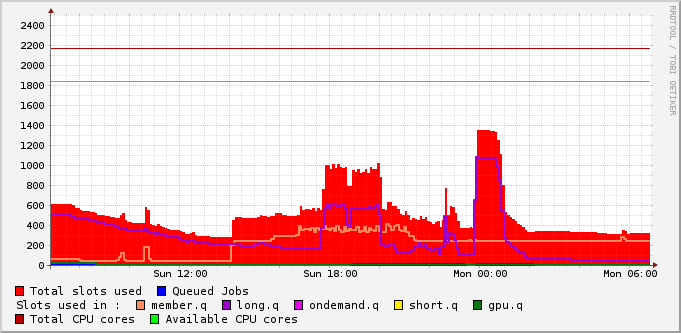 2400
2200
2000
1800
1600
1400
1200
1000
800
600
400
200
0
Sun 12:00 Sun 18:00 Mon 00:00 Mon 06:00
Total slots used Queued Jobs
Slots used in : member.q long.q ondemand.q short.q gpu.q
Total CPU cores Available CPU cores
RRDTOOL / TOBI OETIKER